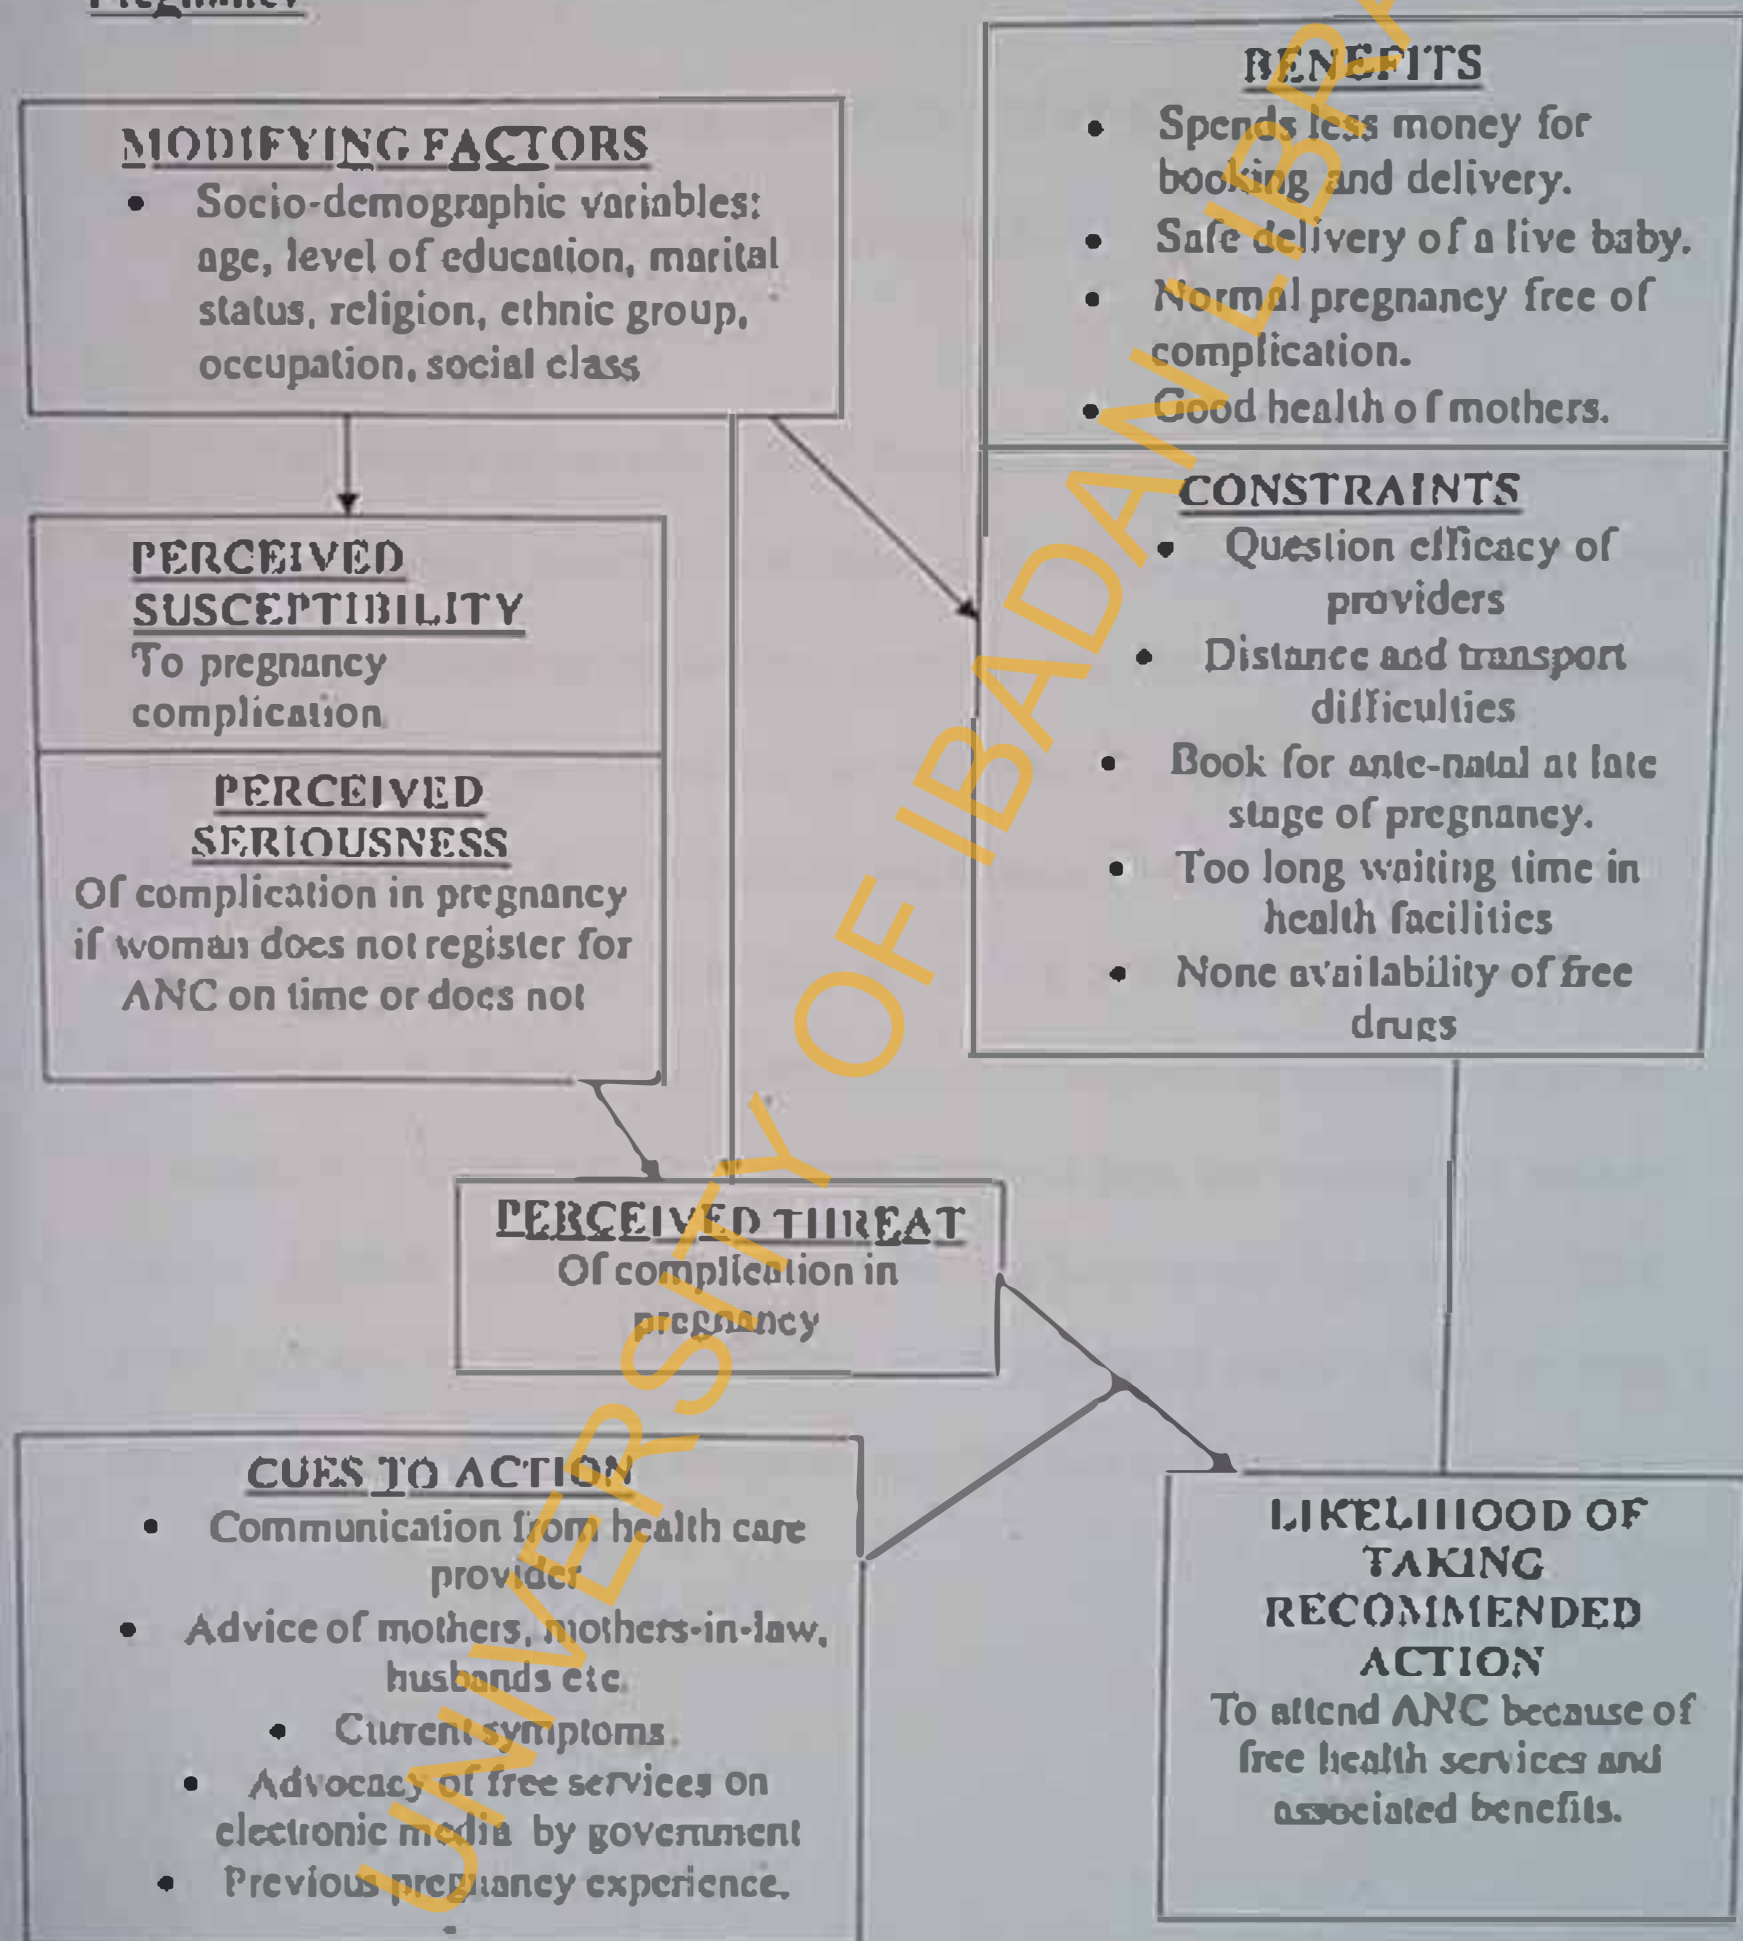 Pregnancy
MODIFYING FACTORS
• Socio-demographic variables:
age, level of education, marital
status, religion, ethnic group,
occupation, social class
BENEFITS
• Spends less money for
booking and delivery.
• Safe delivery of a live baby.
• Normal pregnancy free of
complication.
• Good health of mothers.
CONSTRAINTS
• Question efficacy of
providers
• Distance and transport
difficulties
• Book for ante-natal at late
stage of pregnancy.
• Too long waiting time in
health facilities
• None availability of free
drugs
PERCEIVED
SUSCEPTIBILITY
To pregnancy
complication
PERCEIVED
SERIOUSNESS
Of complication in pregnancy
if woman does not register for
ANC on time or does not
PERCEIVED THREAT
Of complication in
pregnancy
CUES TO ACTION
• Communication from health care
provider
• Advice of mothers, mothers-in-law,
husbands etc.
• Current symptoms.
• Advocacy of free services on
electronic media by government
• Previous pregnancy experience.
LIKELIHOOD OF
TAKING
RECOMMENDED
ACTION
To attend ANC because of
free health services and
associated benefits.
UNIVERSITY OF IBADAN LIBRA